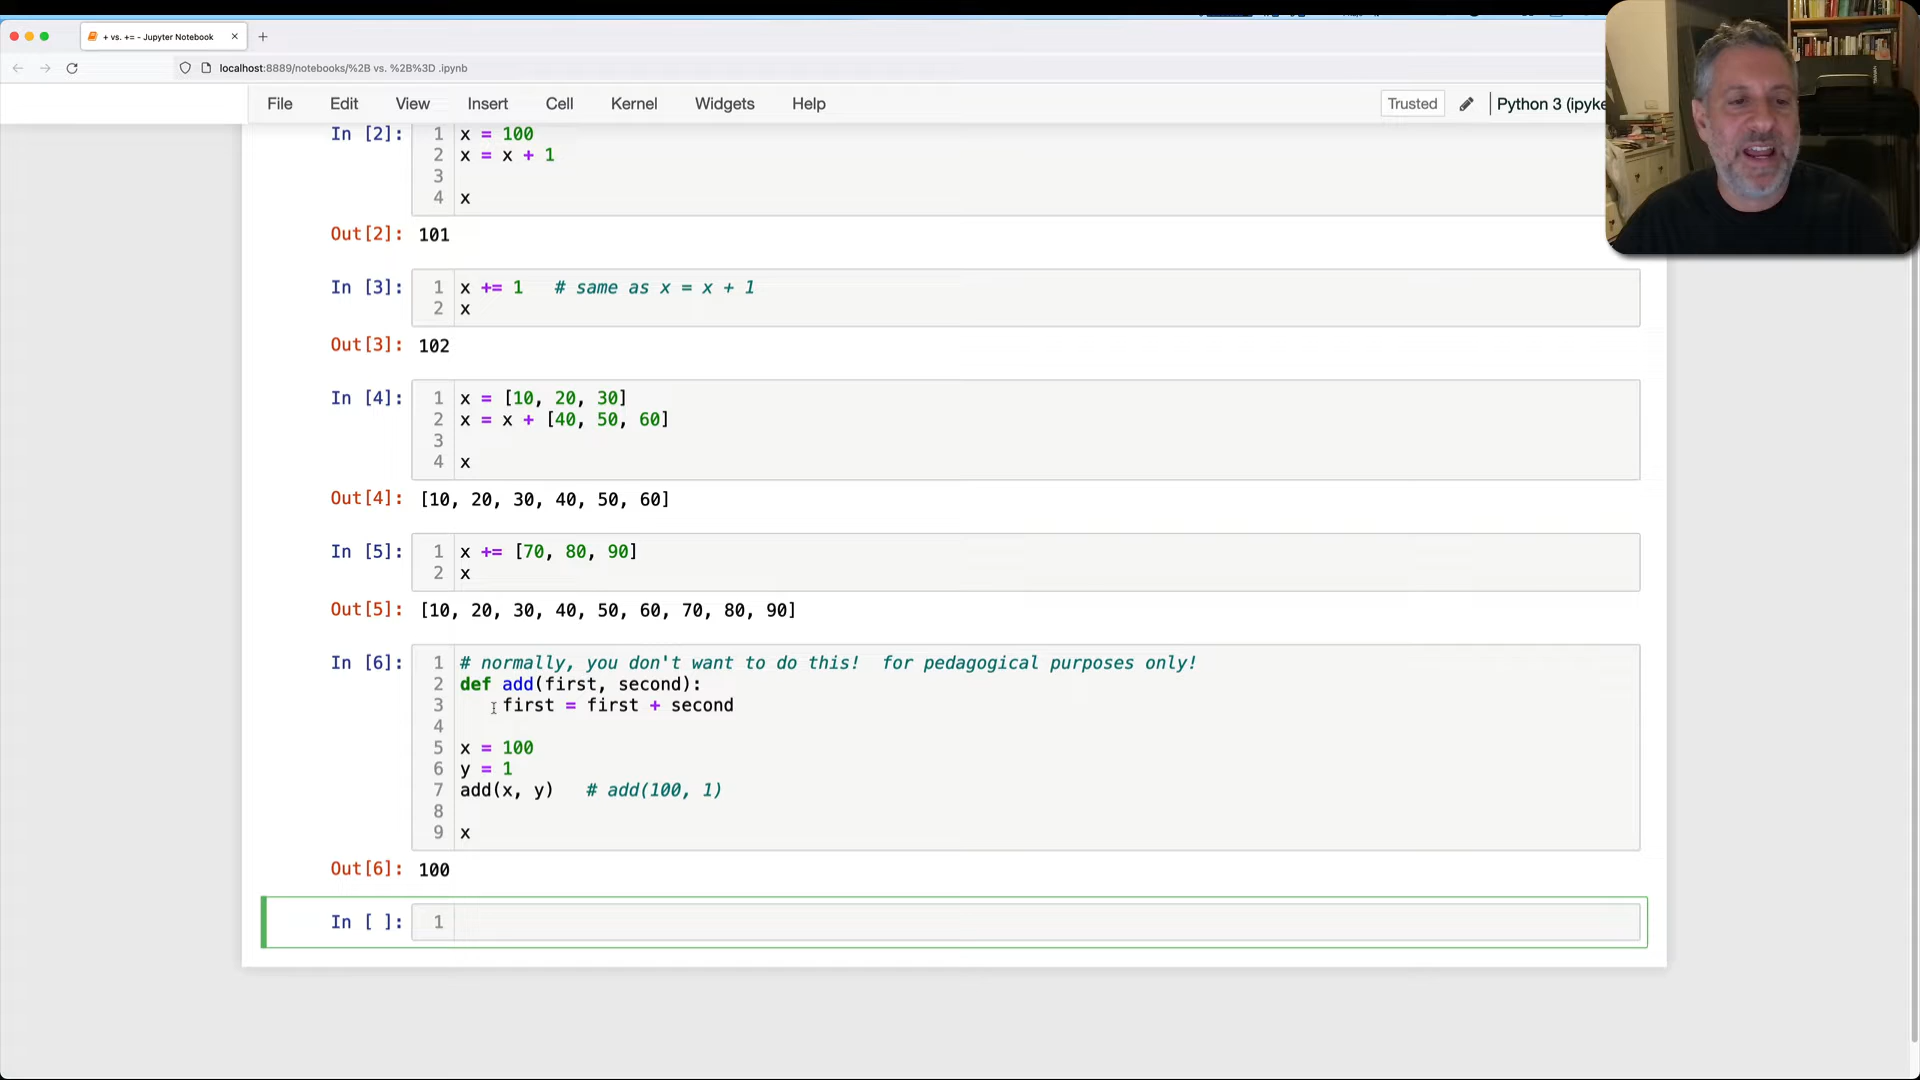 + vs. += - Jupyter Notebook
localhost:8889/notebooks/%2B vs. %2B%3D .ipynb
File Edit View Insert Cell Kernel Widgets Help Trusted Python 3 (ipyke
In [2]:
1 x = 100
2 x = x + 1
3
4 x
Out[2]: 101
In [3]:
1 x += 1 # same as x = x + 1
2 x
Out[3]: 102
In [4]:
1 x = [10, 20, 30]
2 x = x + [40, 50, 60]
3
4 x
Out[4]: [10, 20, 30, 40, 50, 60]
In [5]:
1 x += [70, 80, 90]
2 x
Out[5]: [10, 20, 30, 40, 50, 60, 70, 80, 90]
In [6]:
1 # normally, you don't want to do this! for pedagogical purposes only!
2 def add(first, second):
3 first = first + second
4
5 x = 100
6 y = 1
7 add(x, y) # add(100, 1)
8
9 x
Out[6]: 100
In [ ]: 1